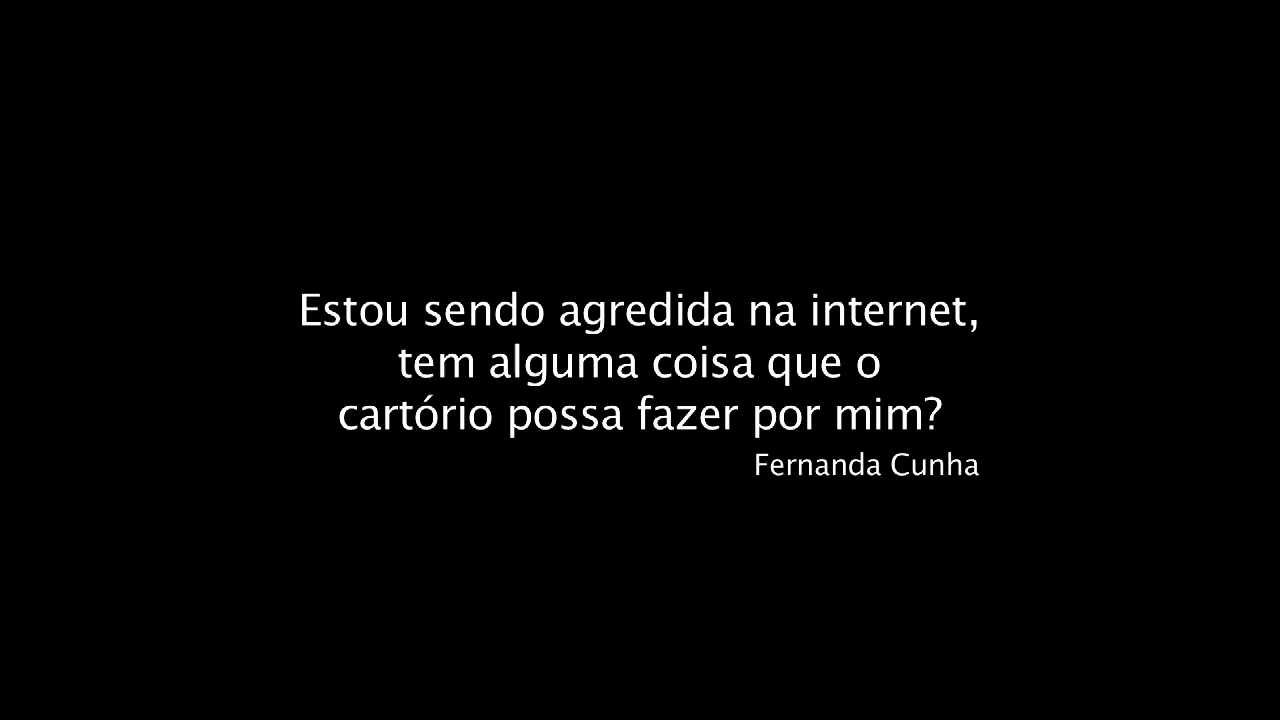 Estou sendo agredida na internet,
tem alguma coisa que o
cartório possa fazer por mim?
Fernanda Cunha